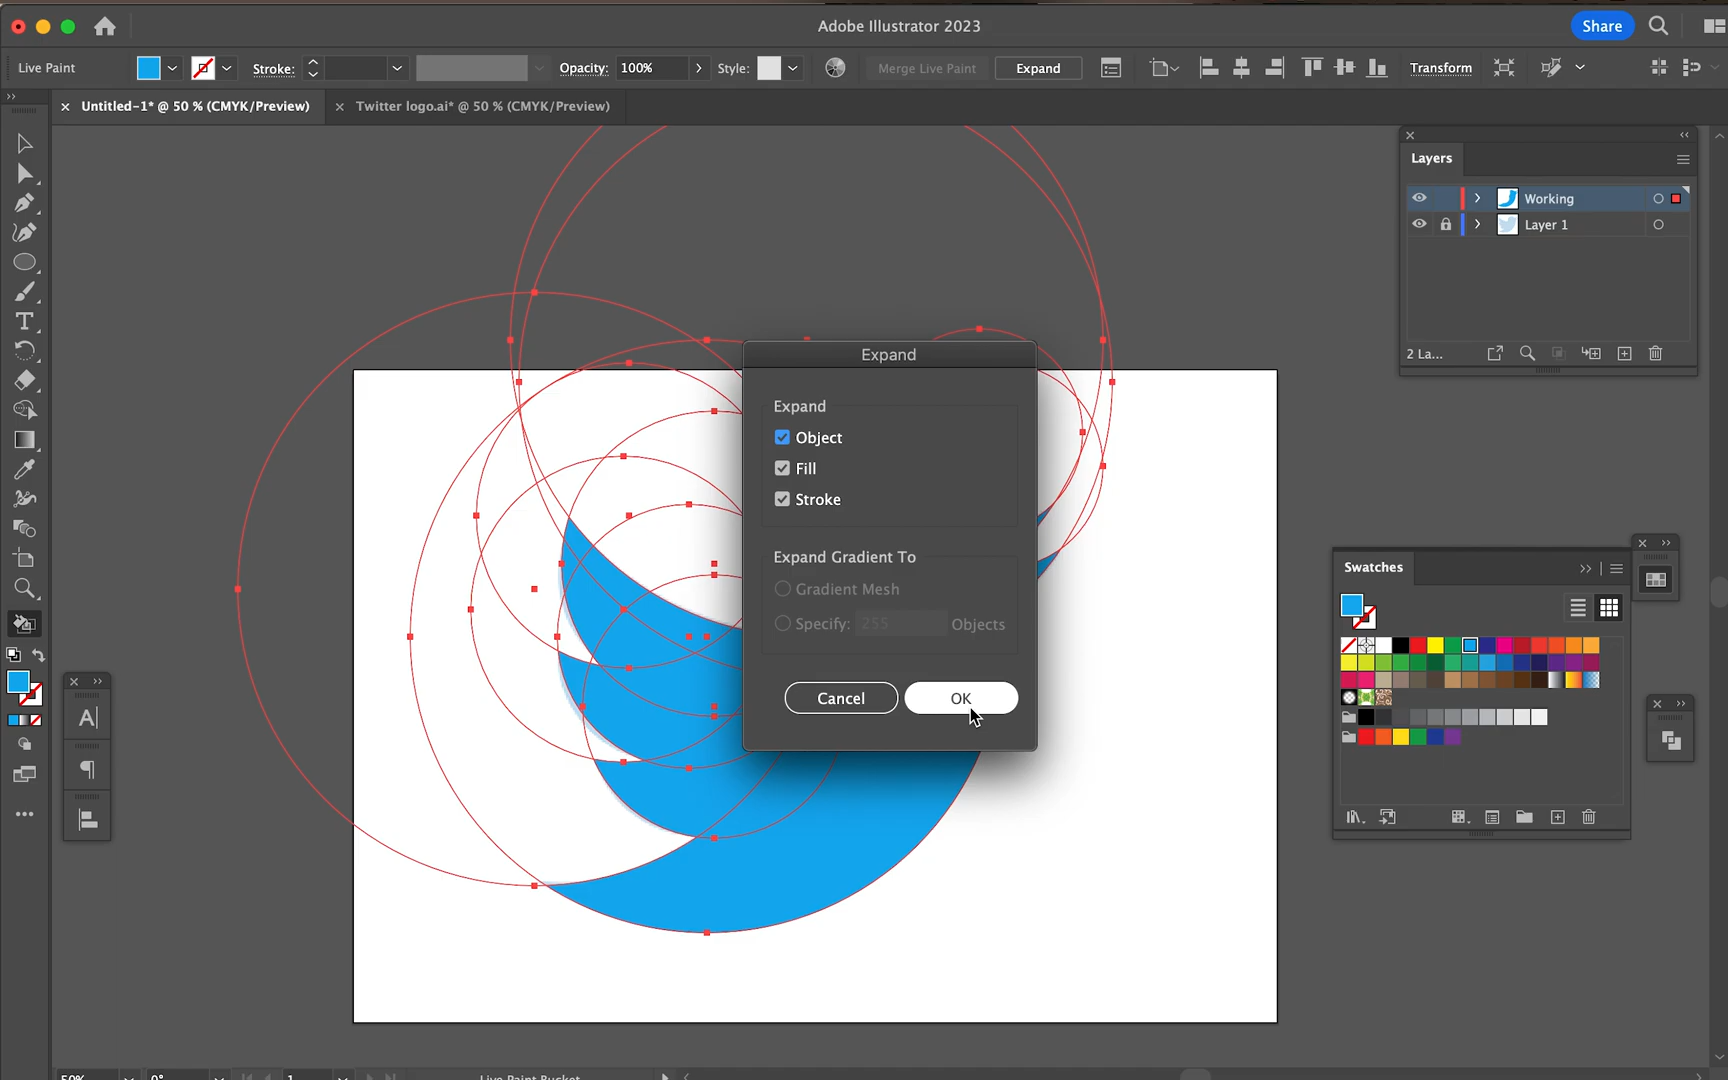 Adobe Illustrator 2023
Share
Live Paint
Stroke:
Opacity: 100%
Style:
Merge Live Paint
Expand
Transform
× Untitled-1* @ 50 % (CMYK/Preview)
× Twitter logo.ai* @ 50 % (CMYK/Preview)
Layers
Working
Layer 1
2 La...
Expand
Expand
Object
Fill
Stroke
Expand Gradient To
Gradient Mesh
Specify: 255 Objects
Cancel
OK
Swatches
50%
0°
1
Live Paint Bucket